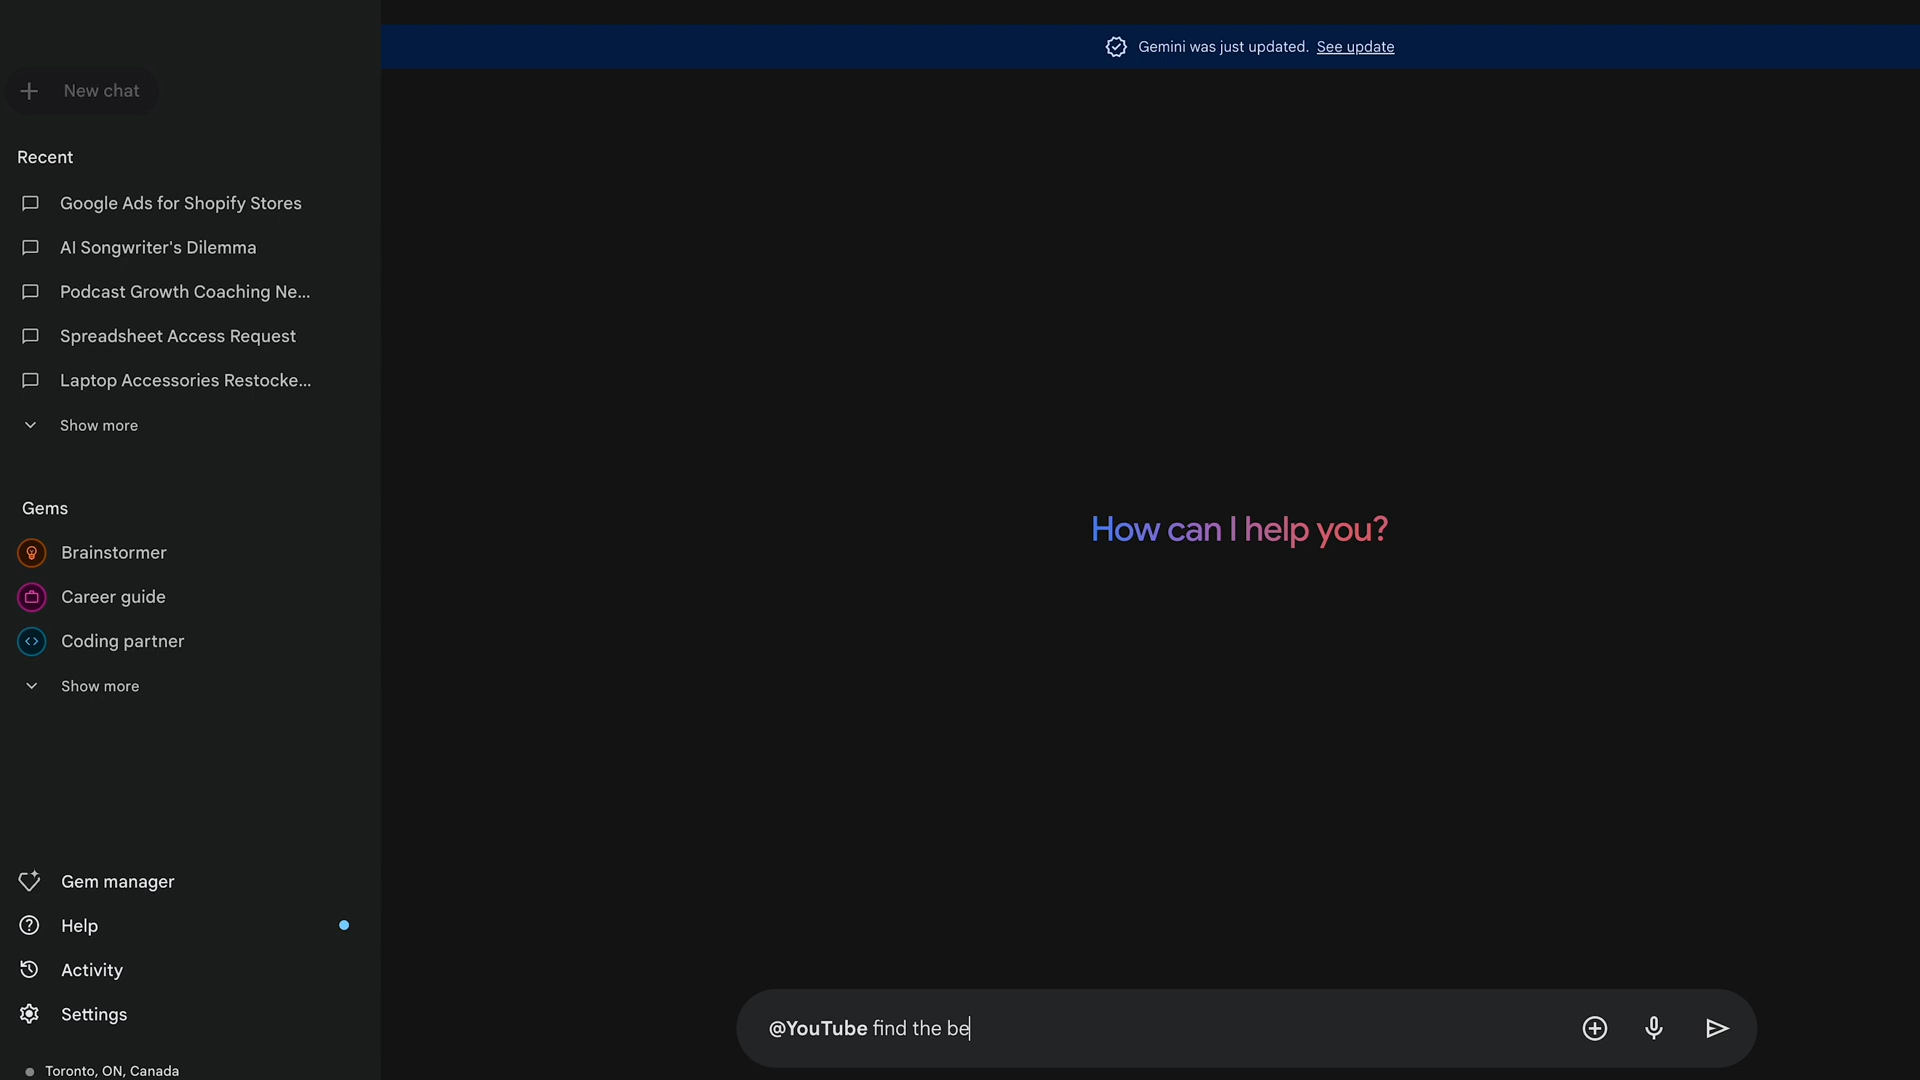 Gemini was just updated. See update
New chat
Recent
Google Ads for Shopify Stores
AI Songwriter's Dilemma
Podcast Growth Coaching Ne...
Spreadsheet Access Request
Laptop Accessories Restocke...
Show more
Gems
Brainstormer
Career guide
Coding partner
Show more
How can I help you?
Gem manager
Help
Activity
Settings
Toronto, ON, Canada
@YouTube find the be